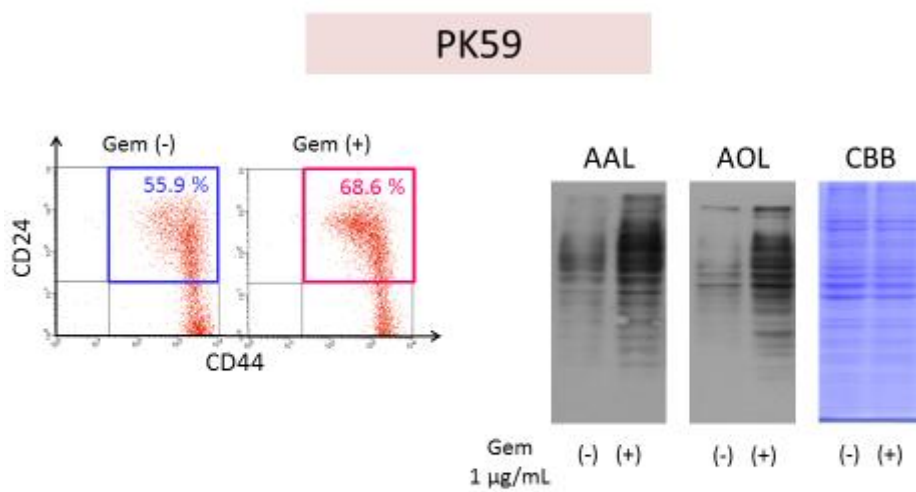 PK59
Gem (-)
Gem (+)
55.9 %
68.6 %
CD24
CD44
AAL
AOL
CBB
Gem
1 µg/mL
(-) (+)
(-) (+)
(-) (+)